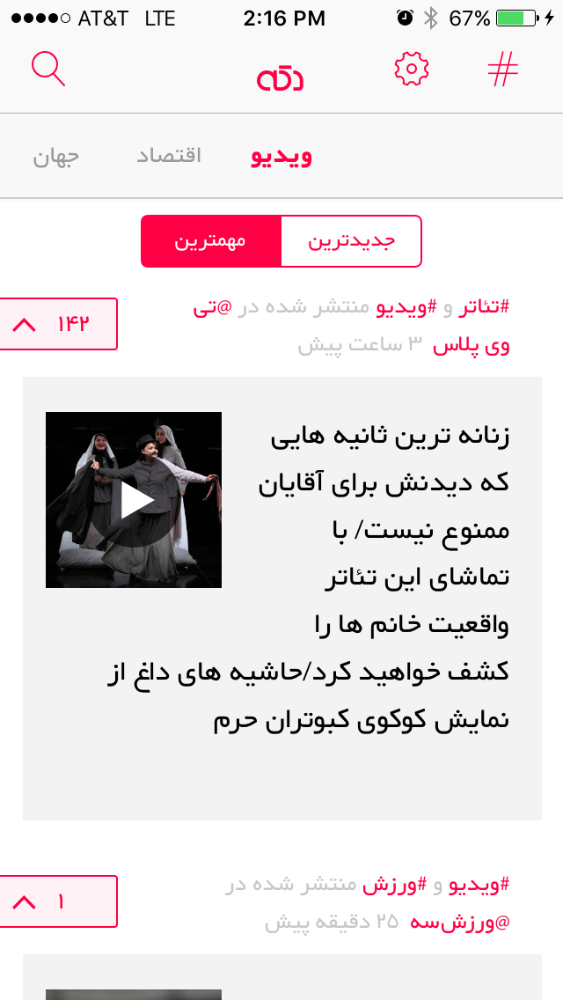 AT&T LTE 2:16 PM 67%
دکه
#
ویدیو اقتصاد جهان
جدیدترین مهمترین
#تئاتر و #ویدیو منتشر شده در @تی
وی پلاس ۳ ساعت پیش
۱۴۲
زنانه ترین ثانیه هایی
که دیدنش برای آقایان
ممنوع نیست/ با
تماشای این تئاتر
واقعیت خانم ها را
کشف خواهید کرد/حاشیه های داغ از
نمایش کوکوی کبوتران حرم
#ویدیو و #ورزش منتشر شده در
@ورزش‌سه ۲۵ دقیقه پیش
۱